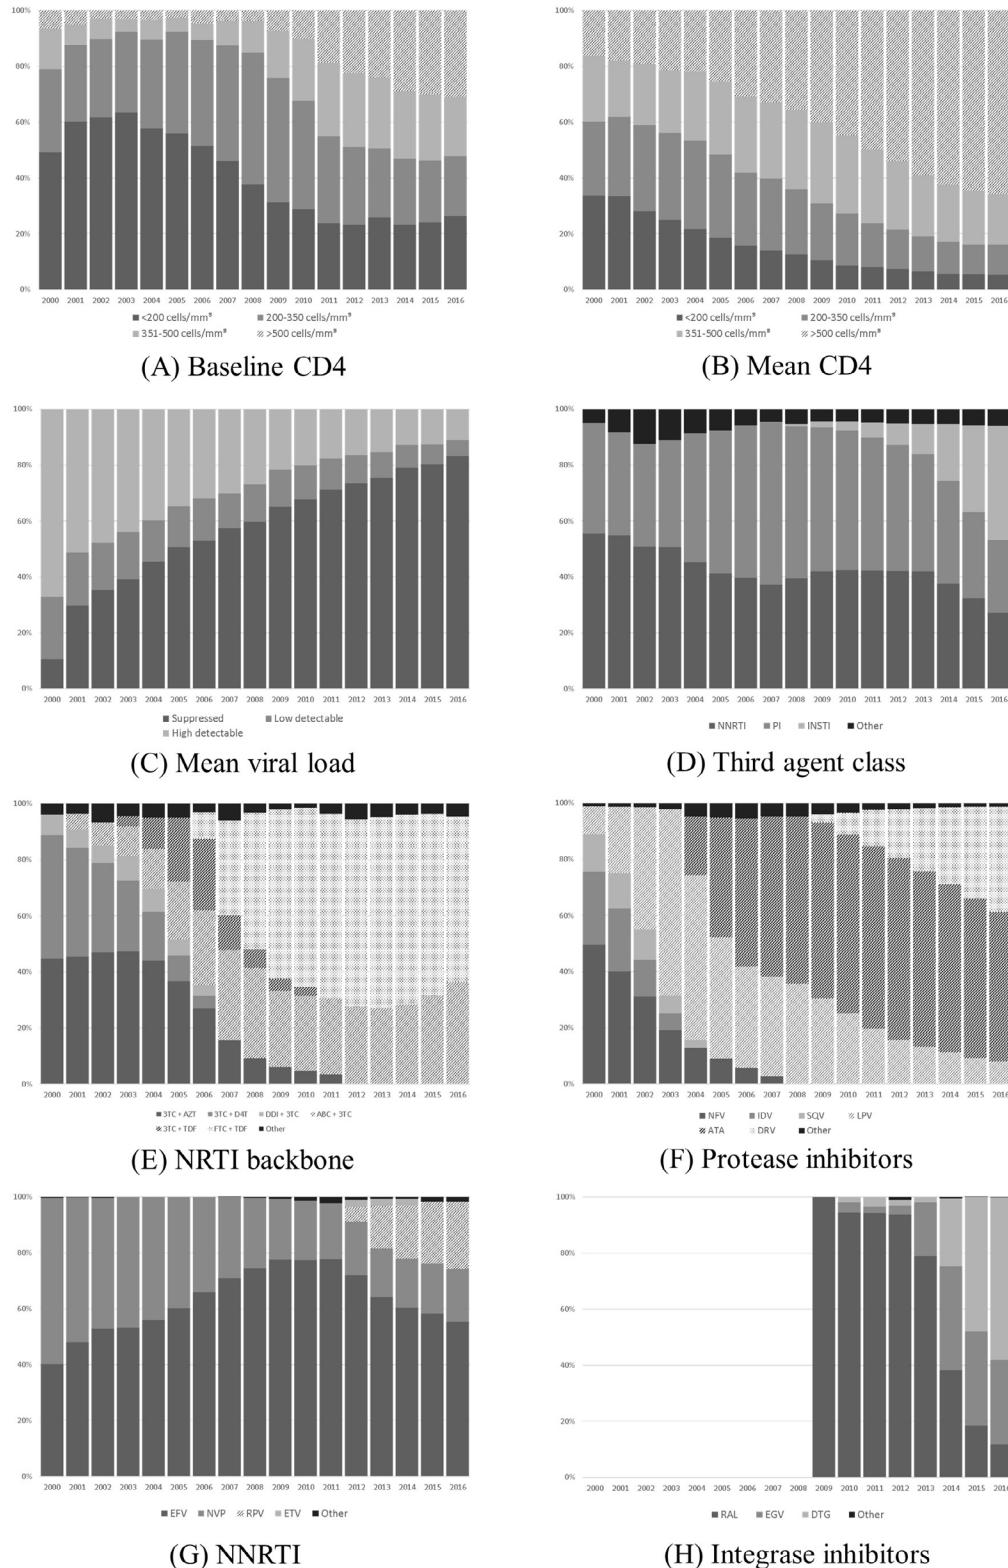 100%
80%
60%
40%
20%
0%
2000 2001 2002 2003 2004 2005 2006 2007 2008 2009 2010 2011 2012 2013 2014 2015 2016
<200 cells/mm³ 200-350 cells/mm³
351-500 cells/mm³ >500 cells/mm³
(A) Baseline CD4
100%
80%
60%
40%
20%
0%
2000 2001 2002 2003 2004 2005 2006 2007 2008 2009 2010 2011 2012 2013 2014 2015 2016
<200 cells/mm³ 200-350 cells/mm³
351-500 cells/mm³ >500 cells/mm³
(B) Mean CD4
100%
80%
60%
40%
20%
0%
2000 2001 2002 2003 2004 2005 2006 2007 2008 2009 2010 2011 2012 2013 2014 2015 2016
Suppressed Low detectable
High detectable
(C) Mean viral load
100%
80%
60%
40%
20%
0%
2000 2001 2002 2003 2004 2005 2006 2007 2008 2009 2010 2011 2012 2013 2014 2015 2016
NNRTI PI INSTI Other
(D) Third agent class
100%
80%
60%
40%
20%
0%
2000 2001 2002 2003 2004 2005 2006 2007 2008 2009 2010 2011 2012 2013 2014 2015 2016
3TC + AZT 3TC + D4T DDI + 3TC ABC + 3TC
3TC + TDF FTC + TDF Other
(E) NRTI backbone
100%
80%
60%
40%
20%
0%
2000 2001 2002 2003 2004 2005 2006 2007 2008 2009 2010 2011 2012 2013 2014 2015 2016
NFV IDV SQV LPV
ATA DRV Other
(F) Protease inhibitors
100%
80%
60%
40%
20%
0%
2000 2001 2002 2003 2004 2005 2006 2007 2008 2009 2010 2011 2012 2013 2014 2015 2016
EFV NVP RPV ETV Other
(G) NNRTI
100%
80%
60%
40%
20%
0%
2000 2001 2002 2003 2004 2005 2006 2007 2008 2009 2010 2011 2012 2013 2014 2015 2016
RAL EGV DTG Other
(H) Integrase inhibitors